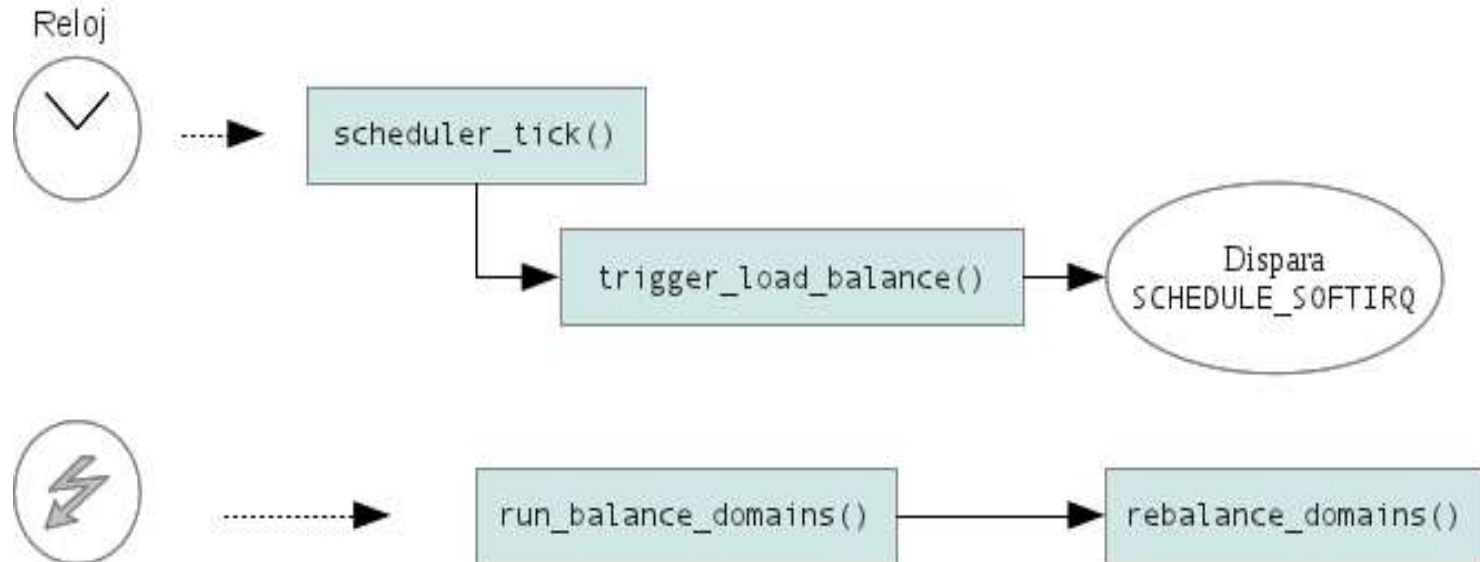 Reloj
scheduler_tick()
trigger_load_balance()
Dispara
SCHEDULE_SOFTIRQ
run_balance_domains()
rebalance_domains()